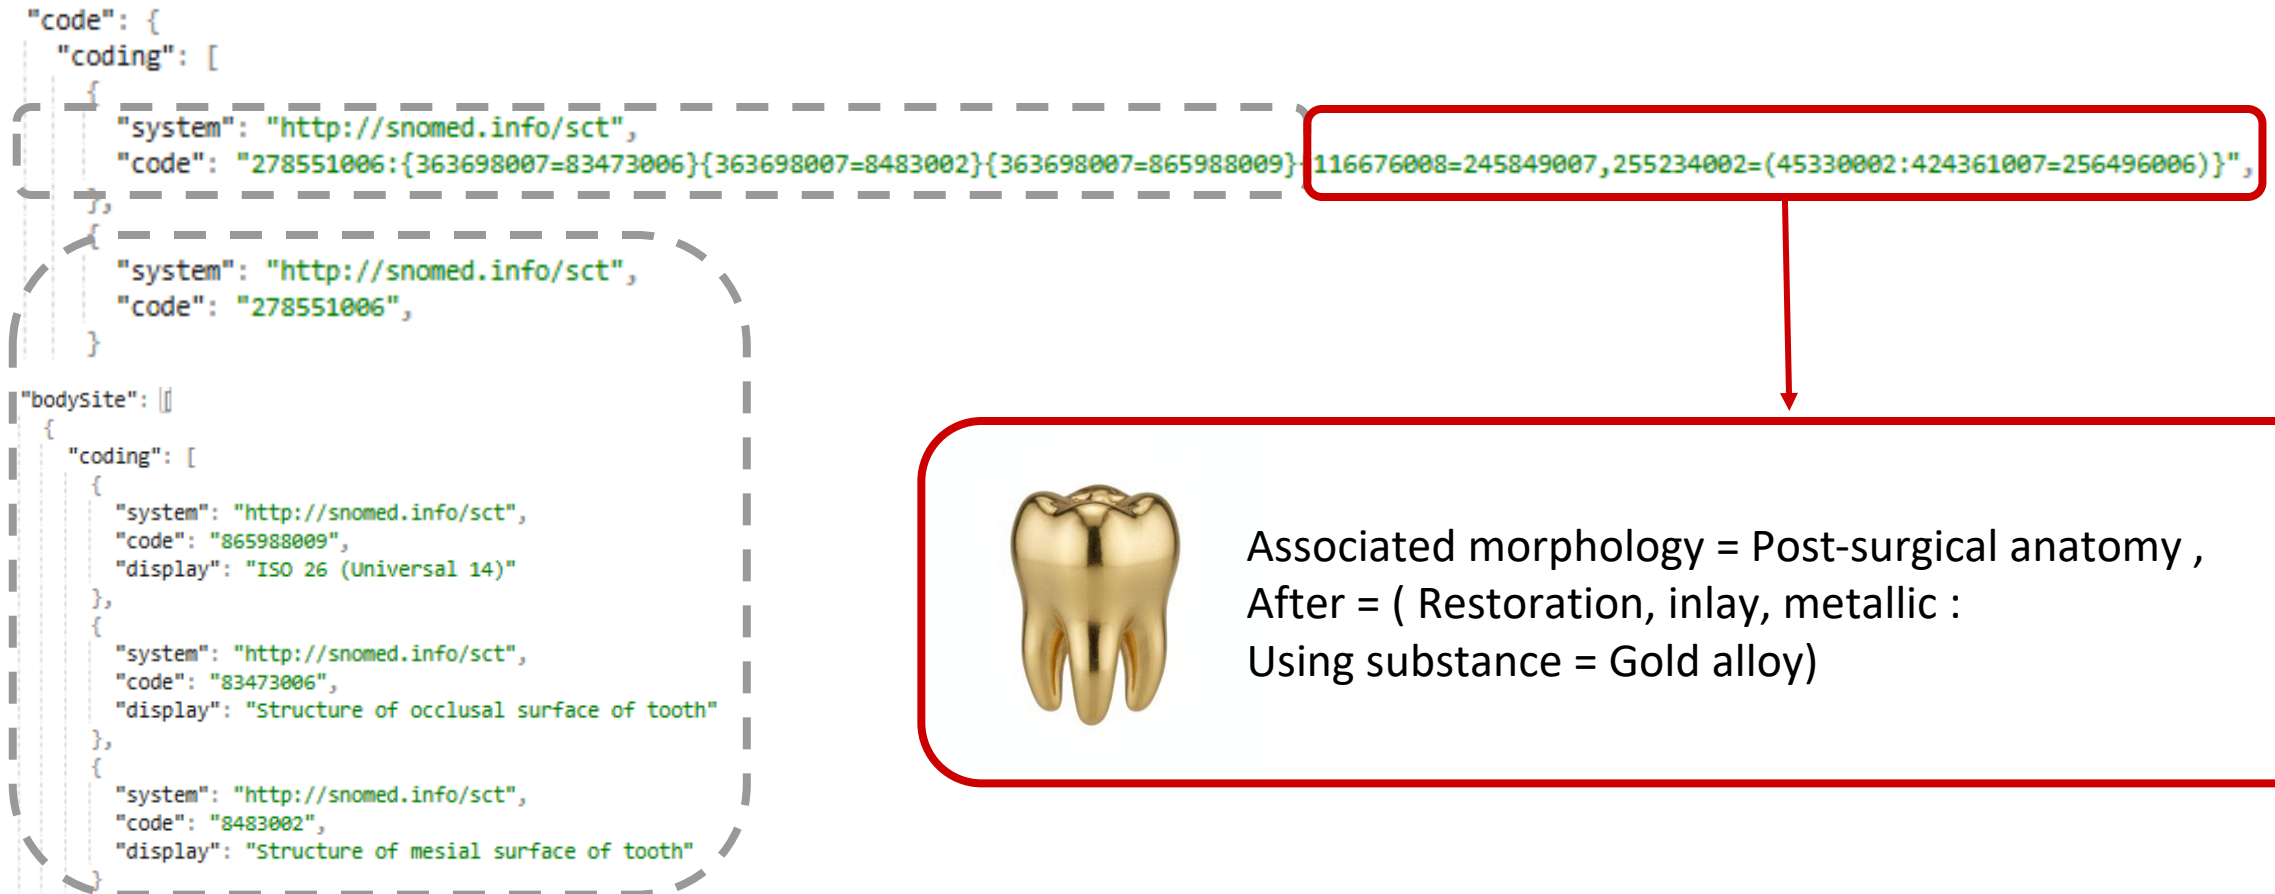 "code": {
"coding": [
{
"system": "http://snomed.info/sct",
"code": "278551006:{363698007=83473006}{363698007=8483002}{363698007=865988009}{116676008=245849007,255234002=(45330002:424361007=256496006)}",
},
{
"system": "http://snomed.info/sct",
"code": "278551006",
}
"bodySite": [
{
"coding": [
{
"system": "http://snomed.info/sct",
"code": "865988009",
"display": "ISO 26 (Universal 14)"
},
{
"system": "http://snomed.info/sct",
"code": "83473006",
"display": "Structure of occlusal surface of tooth"
},
{
"system": "http://snomed.info/sct",
"code": "8483002",
"display": "Structure of mesial surface of tooth"
}
Associated morphology = Post-surgical anatomy ,
After = ( Restoration, inlay, metallic :
Using substance = Gold alloy)